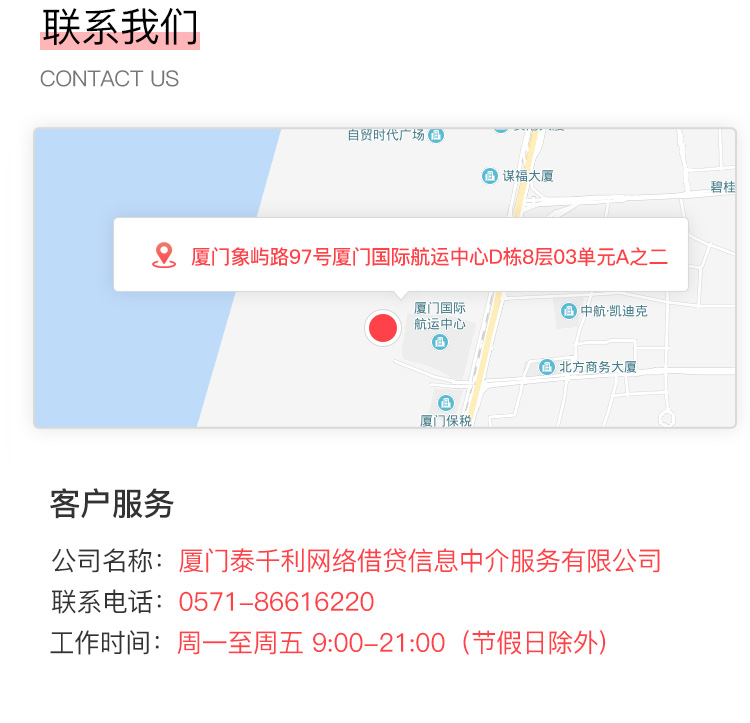 联系我们
CONTACT US
自贸时代广场
谋福大厦
碧桂
厦门象屿路97号厦门国际航运中心D栋8层03单元A之二
厦门国际
航运中心
中航·凯迪克
北方商务大厦
厦门保税
客户服务
公司名称：厦门泰千利网络借贷信息中介服务有限公司
联系电话：0571-86616220
工作时间：周一至周五 9:00-21:00（节假日除外）